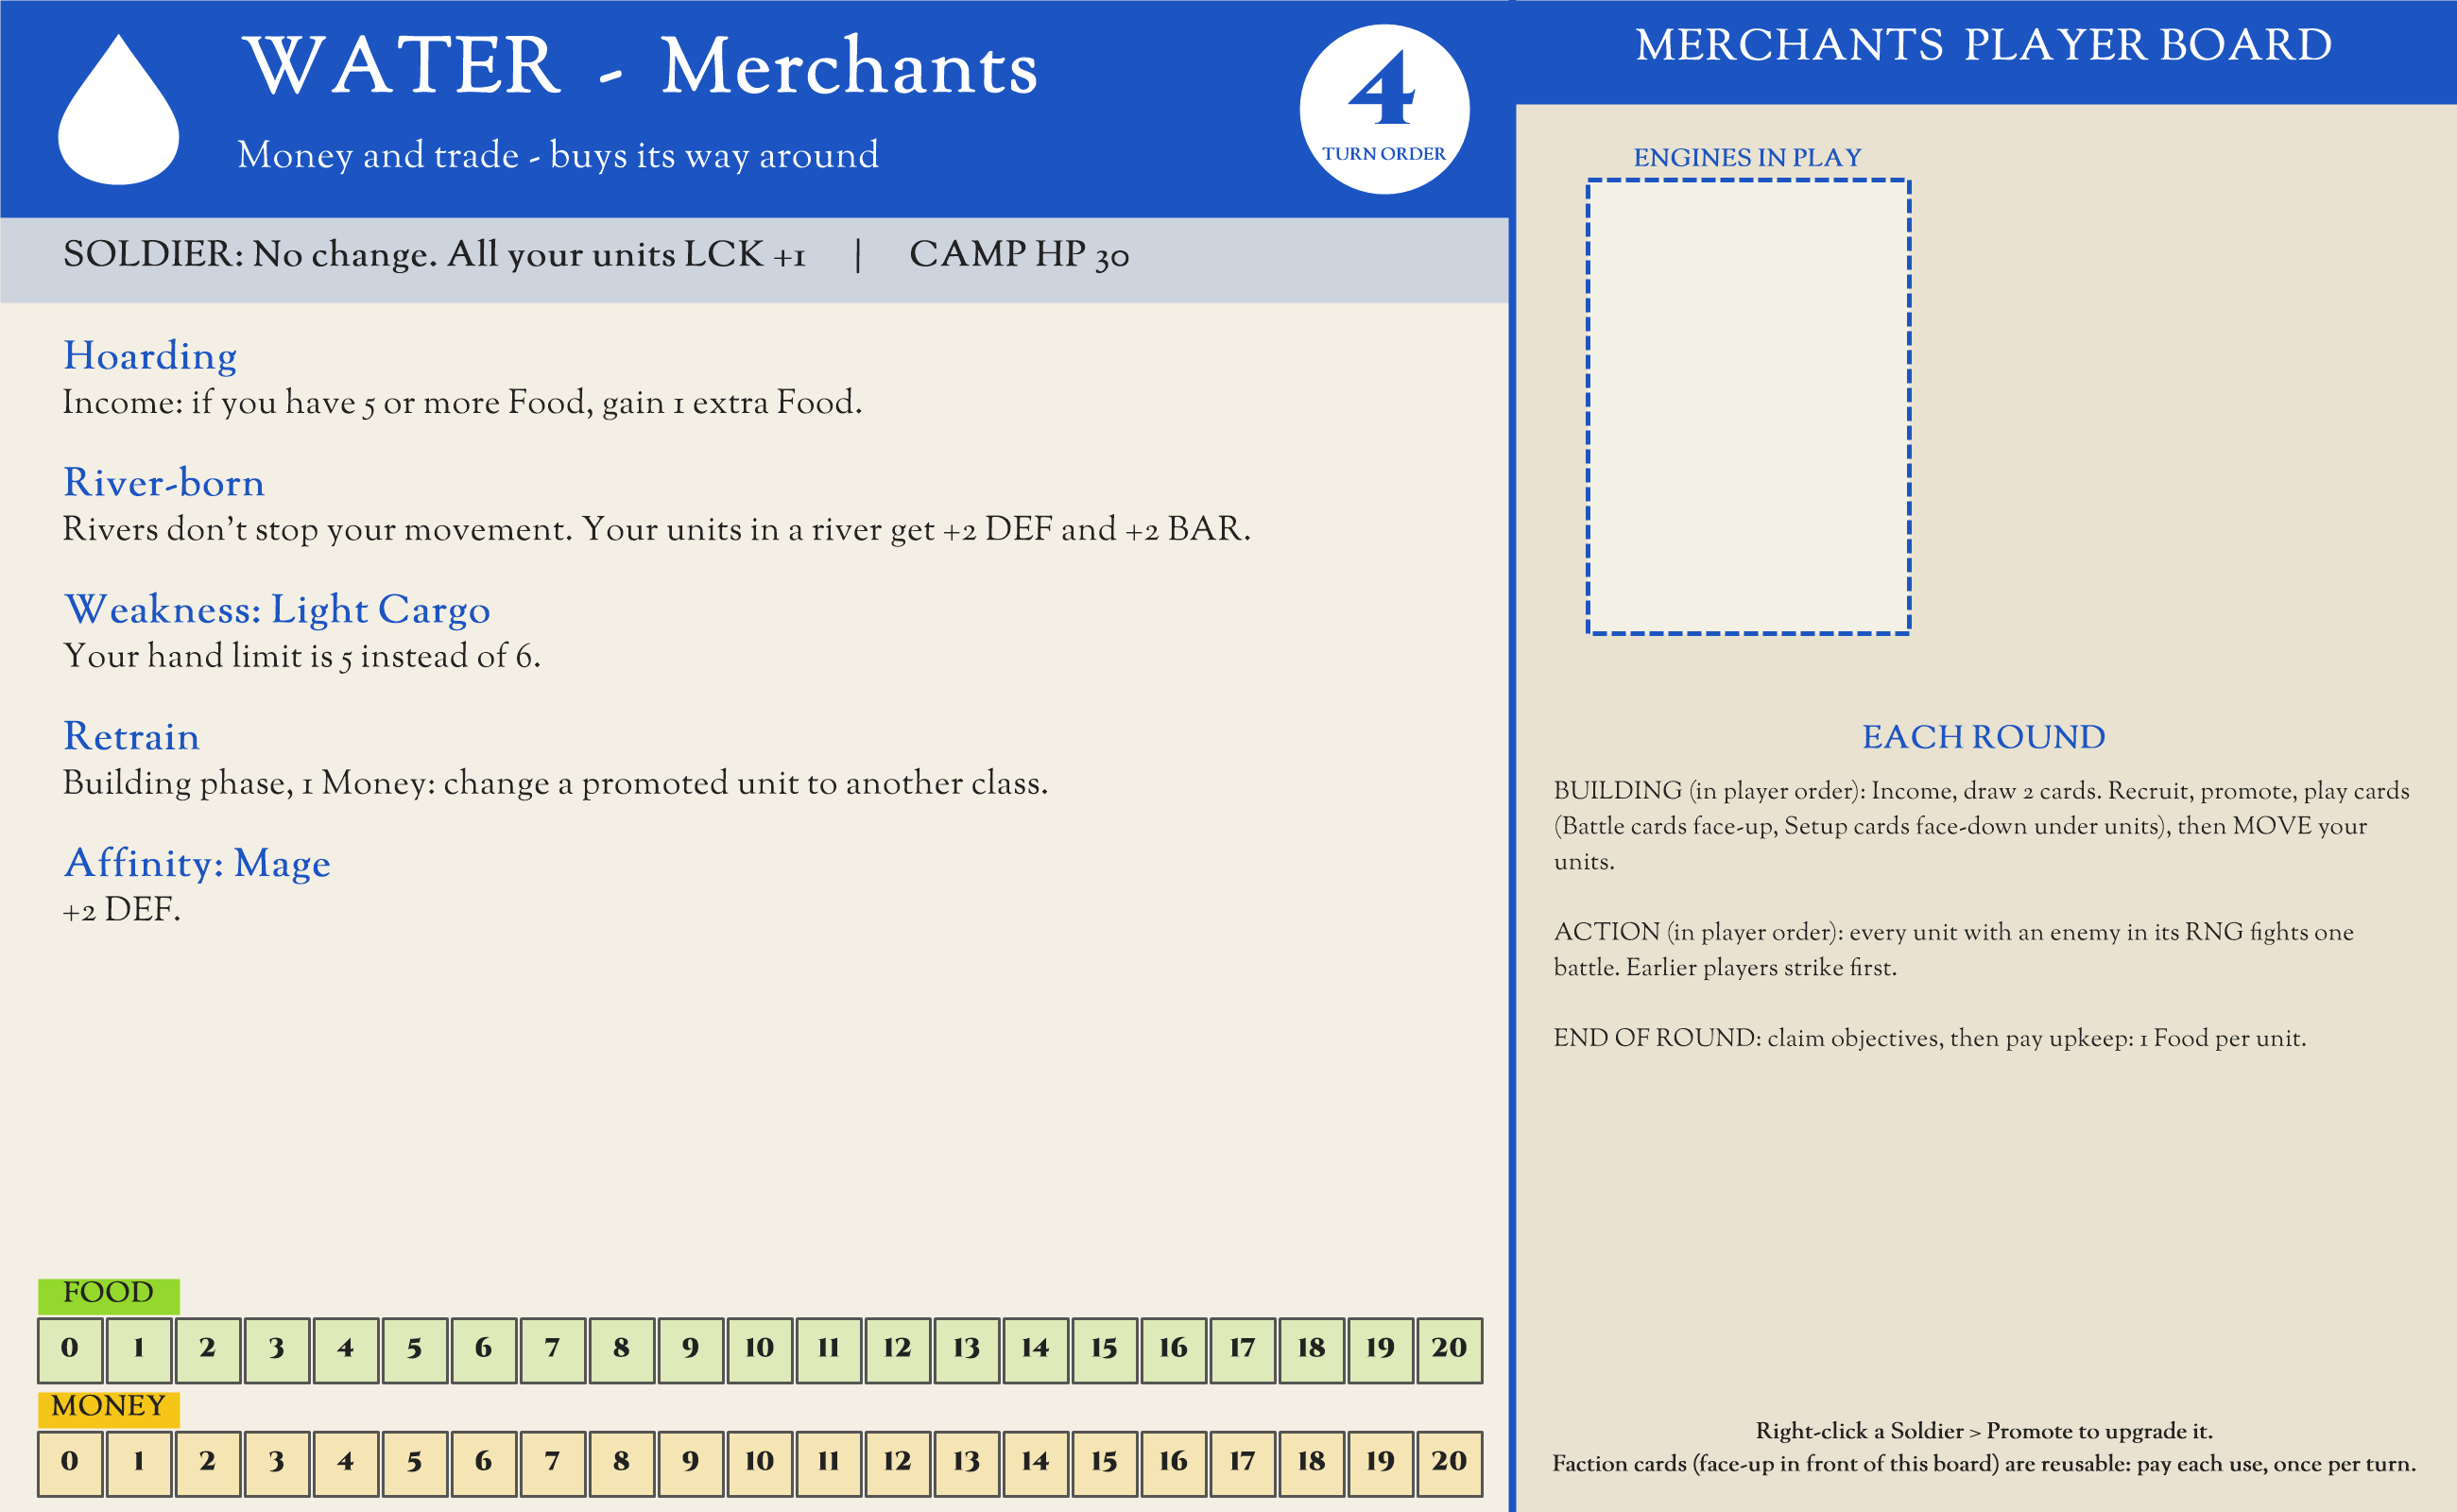 WATER - Merchants
Money and trade - buys its way around
4
TURN ORDER
SOLDIER: No change. All your units LCK +1 | CAMP HP 30
Hoarding
Income: if you have 5 or more Food, gain 1 extra Food.
River-born
Rivers don't stop your movement. Your units in a river get +2 DEF and +2 BAR.
Weakness: Light Cargo
Your hand limit is 5 instead of 6.
Retrain
Building phase, 1 Money: change a promoted unit to another class.
Affinity: Mage
+2 DEF.
FOOD
0 1 2 3 4 5 6 7 8 9 10 11 12 13 14 15 16 17 18 19 20
MONEY
0 1 2 3 4 5 6 7 8 9 10 11 12 13 14 15 16 17 18 19 20
MERCHANTS PLAYER BOARD
ENGINES IN PLAY
EACH ROUND
BUILDING (in player order): Income, draw 2 cards. Recruit, promote, play cards
(Battle cards face-up, Setup cards face-down under units), then MOVE your
units.
ACTION (in player order): every unit with an enemy in its RNG fights one
battle. Earlier players strike first.
END OF ROUND: claim objectives, then pay upkeep: 1 Food per unit.
Right-click a Soldier > Promote to upgrade it.
Faction cards (face-up in front of this board) are reusable: pay each use, once per turn.